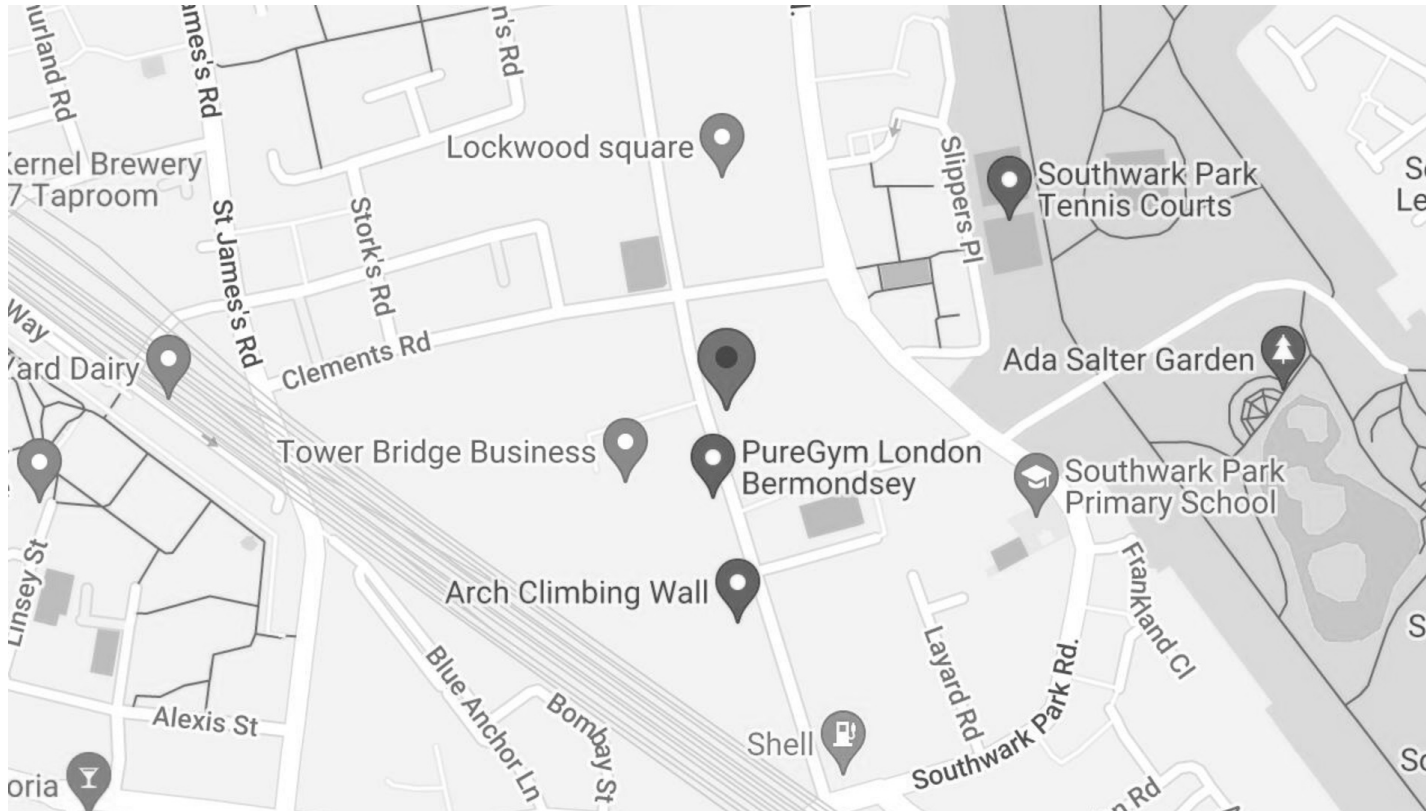 n's Rd
St James's Rd
Lockwood square
Kernel Brewery
7 Taproom
Southwark Park
Tennis Courts
Slippers Pl
Stork's Rd
Way
Clements Rd
Yard Dairy
Ada Salter Garden
Tower Bridge Business
PureGym London
Bermondsey
Southwark Park
Primary School
Linsey St
Arch Climbing Wall
Frankland Cl
Layard Rd
Blue Anchor Ln
Bombay St
Alexis St
Southwark Park Rd.
Shell
oria
n Rd